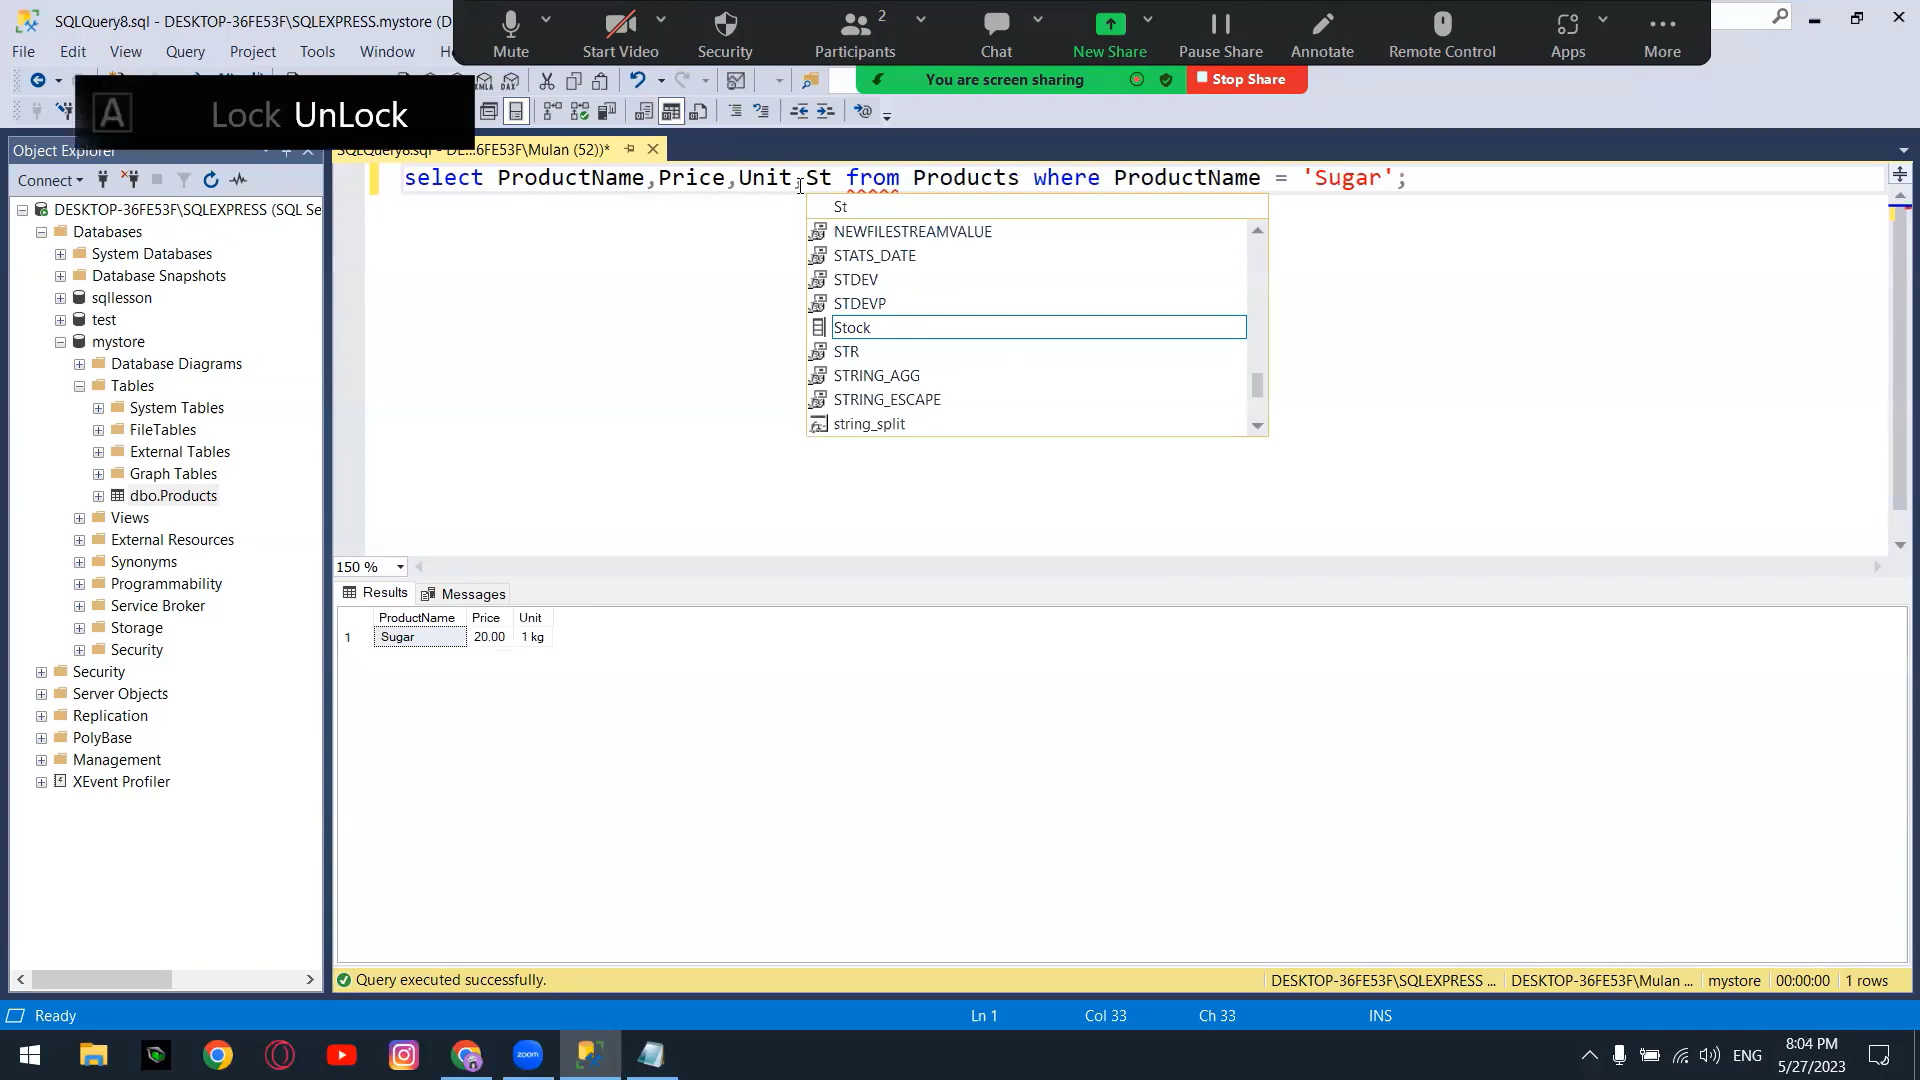 SQLQuery8.sql - DESKTOP-36FE53F\SQLEXPRESS.mystore (D
Mute
Start Video
Security
Participants
2
Chat
New Share
Pause Share
Annotate
Remote Control
Apps
More
File Edit View Query Project Tools Window
You are screen sharing
Stop Share
A Lock UnLock
Object Explorer
6FE53F\Mulan (52))*
Connect
select ProductName,Price,Unit,St from Products where ProductName = 'Sugar';
St
NEWFILESTREAMVALUE
STATS_DATE
STDEV
STDEVP
Stock
STR
STRING_AGG
STRING_ESCAPE
string_split
DESKTOP-36FE53F\SQLEXPRESS (SQL Se
Databases
System Databases
Database Snapshots
sqllesson
test
mystore
Database Diagrams
Tables
System Tables
FileTables
External Tables
Graph Tables
dbo.Products
Views
External Resources
Synonyms
Programmability
Service Broker
Storage
Security
Security
Server Objects
Replication
PolyBase
Management
XEvent Profiler
150 %
Results Messages
ProductName Price Unit
1 Sugar 20.00 1 kg
Query executed successfully.
DESKTOP-36FE53F\SQLEXPRESS ... DESKTOP-36FE53F\Mulan ... mystore 00:00:00 1 rows
Ready
Ln 1 Col 33 Ch 33 INS
zoom
ENG
8:04 PM
5/27/2023